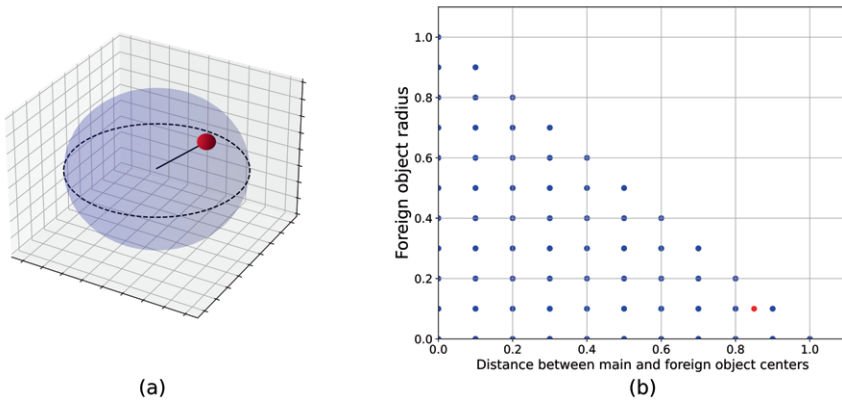 1.0
0.8
0.6
0.4
0.2
0.0
Foreign object radius
0.0 0.2 0.4 0.6 0.8 1.0
Distance between main and foreign object centers
(a) (b)